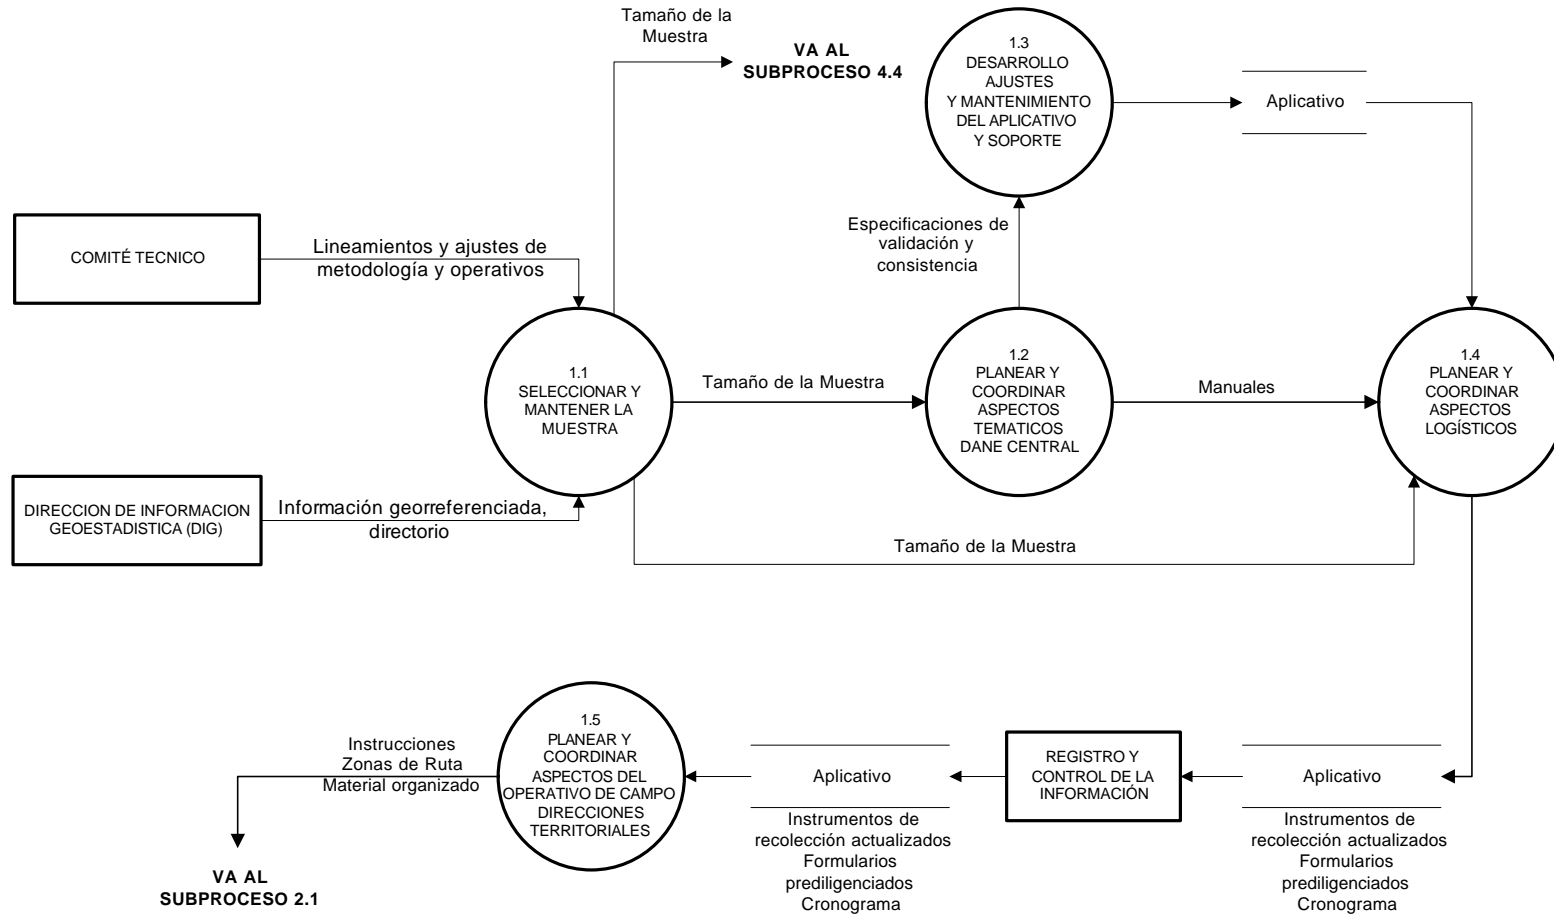 Tamaño de la
Muestra
VA AL
SUBPROCESO 4.4
1.3
DESARROLLO
AJUSTES
Y MANTENIMIENTO
DEL APLICATIVO
Y SOPORTE
Aplicativo
COMITÉ TECNICO
Lineamientos y ajustes de
metodología y operativos
Especificaciones de
validación y
consistencia
1.1
SELECCIONAR Y
MANTENER LA
MUESTRA
Tamaño de la Muestra
1.2
PLANEAR Y
COORDINAR
ASPECTOS
TEMATICOS
DANE CENTRAL
Manuales
1.4
PLANEAR Y
COORDINAR
ASPECTOS
LOGÍSTICOS
DIRECCION DE INFORMACION
GEOESTADISTICA (DIG)
Información georreferenciada,
directorio
Tamaño de la Muestra
Instrucciones
Zonas de Ruta
Material organizado
1.5
PLANEAR Y
COORDINAR
ASPECTOS DEL
OPERATIVO DE CAMPO
DIRECCIONES
TERRITORIALES
Aplicativo
Instrumentos de
recolección actualizados
Formularios
prediligenciados
Cronograma
REGISTRO Y
CONTROL DE LA
INFORMACIÓN
Aplicativo
Instrumentos de
recolección actualizados
Formularios
prediligenciados
Cronograma
VA AL
SUBPROCESO 2.1